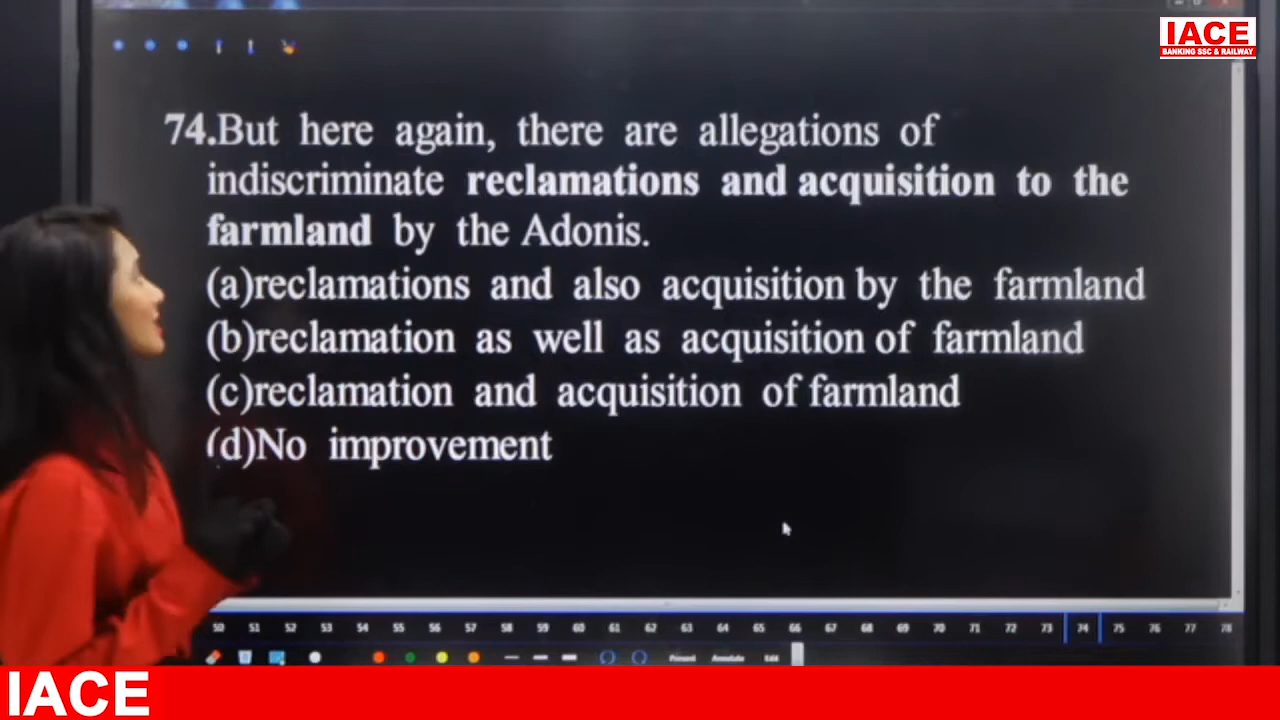 IACE
BANKING SSC & RAILWAY
74.But here again, there are allegations of
indiscriminate reclamations and acquisition to the
farmland by the Adonis.
(a)reclamations and also acquisition by the farmland
(b)reclamation as well as acquisition of farmland
(c)reclamation and acquisition of farmland
(d)No improvement
50 51 52 53 54 55 56 57 58 59 60 61 62 63 64 65 66 67 68 69 70 71 72 73 74 75 76 77 78
Present Annotate Edit
IACE